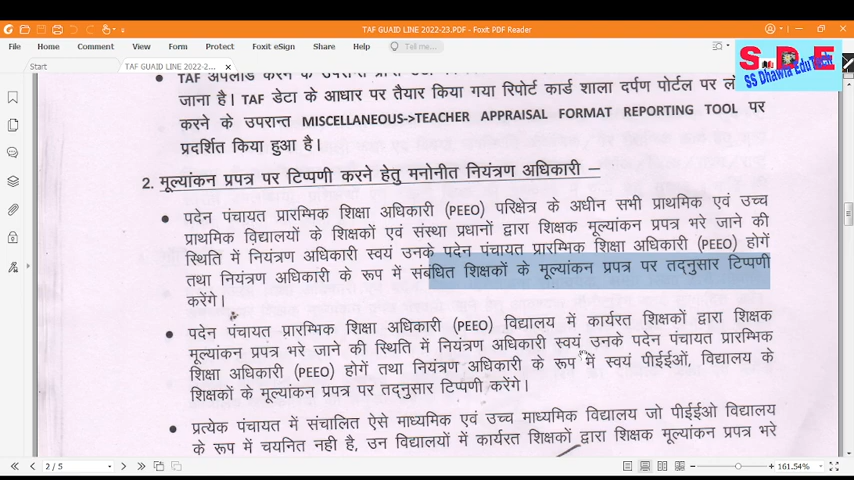 TAF GUAID LINE 2022-23.PDF - Foxit PDF Reader
File Home Comment View Form Protect Foxit eSign Share Help Tell me...
Start TAF GUAID LINE 2022-2... ×
S D E
SS Dhawla Edu
TAF अपलोड करने के उपरान्त
जाना है। TAF डेटा के आधार पर तैयार किया गया रिपोर्ट कार्ड शाला दर्पण पोर्टल पर
करने के उपरान्त MISCELLANEOUS->TEACHER APPRAISAL FORMAT REPORTING TOOL पर
प्रदर्शित किया हुआ है।
2. मूल्यांकन प्रपत्र पर टिप्पणी करने हेतु मनोनीत नियंत्रण अधिकारी –
• पदेन पंचायत प्रारम्भिक शिक्षा अधिकारी (PEEO) परिक्षेत्र के अधीन सभी प्राथमिक एवं उच्च
प्राथमिक विद्यालयों के शिक्षकों एवं संस्था प्रधानों द्वारा शिक्षक मूल्यांकन प्रपत्र भरे जाने की
स्थिति में नियंत्रण अधिकारी स्वयं उनके पदेन पंचायत प्रारम्भिक शिक्षा अधिकारी (PEEO) होगें
तथा नियंत्रण अधिकारी के रूप में संबंधित शिक्षकों के मूल्यांकन प्रपत्र पर तद्नुसार टिप्पणी
करेंगे।
• पदेन पंचायत प्रारम्भिक शिक्षा अधिकारी (PEEO) विद्यालय में कार्यरत शिक्षकों द्वारा शिक्षक
मूल्यांकन प्रपत्र भरे जाने की स्थिति में नियंत्रण अधिकारी स्वयं उनके पदेन पंचायत प्रारम्भिक
शिक्षा अधिकारी (PEEO) होगें तथा नियंत्रण अधिकारी के रूप में स्वयं पीईईओं, विद्यालय के
शिक्षकों के मूल्यांकन प्रपत्र पर तद्नुसार टिप्पणी करेंगे।
• प्रत्येक पंचायत में संचालित ऐसे माध्यमिक एवं उच्च माध्यमिक विद्यालय जो पीईईओ विद्यालय
के रूप में चयनित नही है, उन विद्यालयों में कार्यरत शिक्षकों द्वारा शिक्षक मूल्यांकन प्रपत्र भरे
2 / 5 161.54%